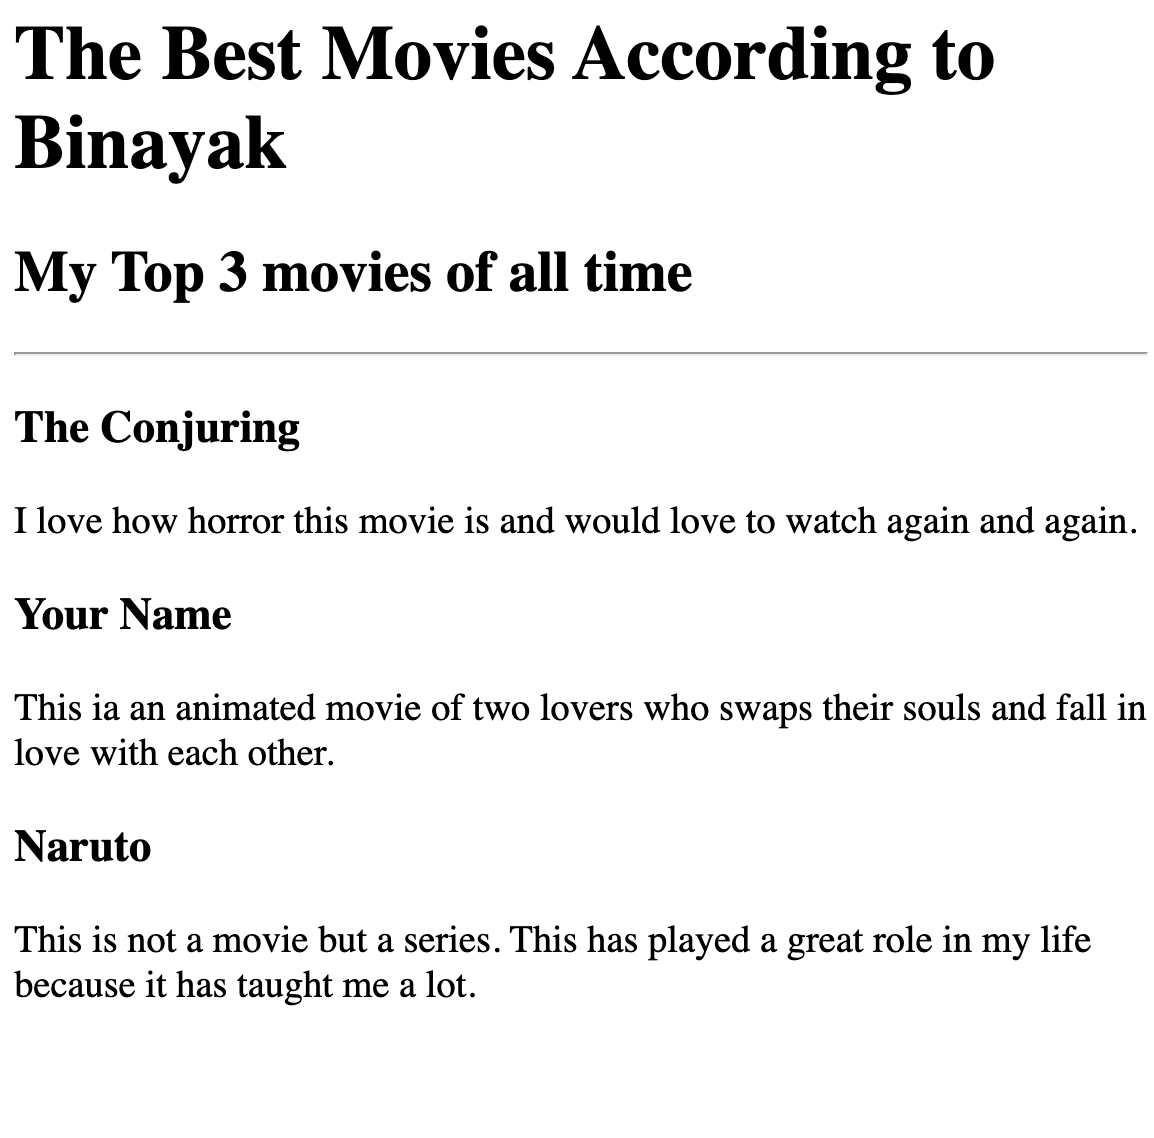 The Best Movies According to
Binayak
My Top 3 movies of all time
The Conjuring
I love how horror this movie is and would love to watch again and again.
Your Name
This ia an animated movie of two lovers who swaps their souls and fall in
love with each other.
Naruto
This is not a movie but a series. This has played a great role in my life
because it has taught me a lot.